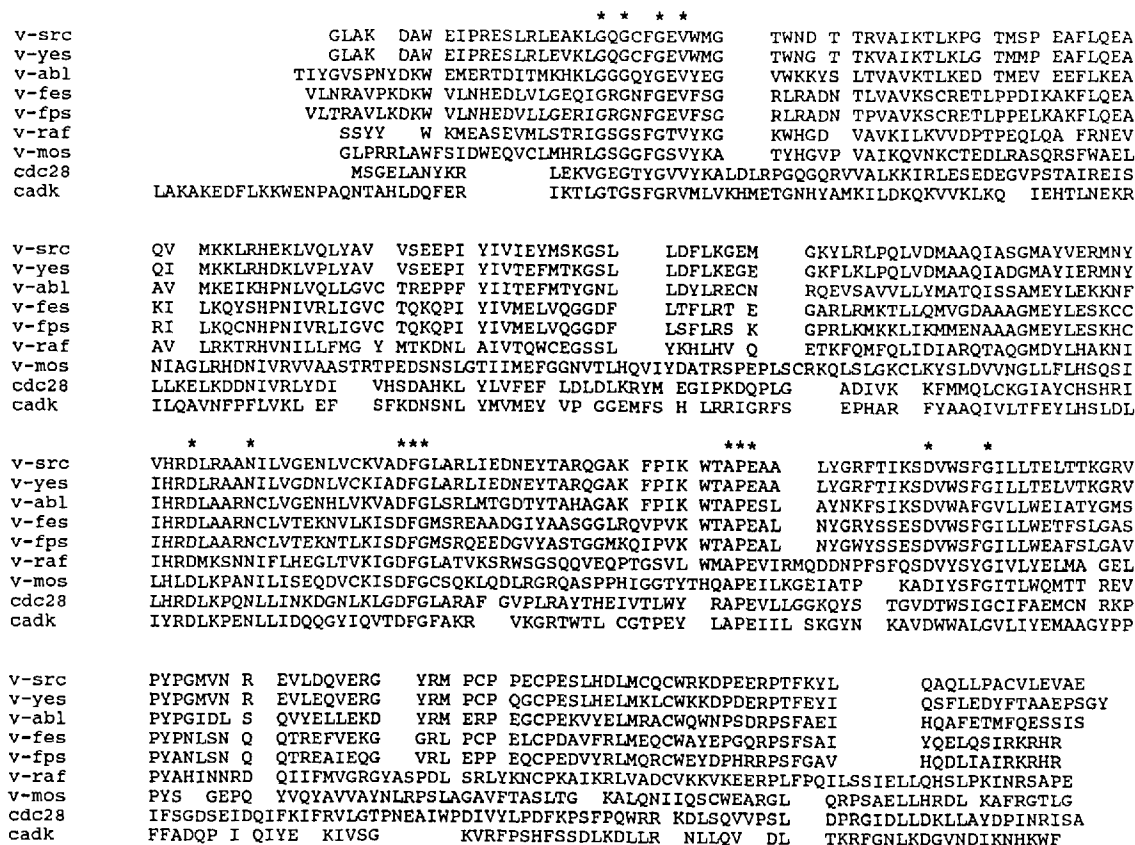 * * * *
v-src GLAK DAW EIPRESLRLEAKLGQGCFGEVWMG TWND T TRVAIKTLKPG TMSP EAFLQEA
v-yes GLAK DAW EIPRESLRLEVKLGQGCFGEVWMG TWNG T TKVAIKTLKLG TMMP EAFLQEA
v-abl TIYGVSPNYDKW EMERTDITMKHKLGGGQYGEVYEG VWKKYS LTVAVKTLKED TMEV EEFLKEA
v-fes VLNRAVPKDKW VLNHEDLVLGEQIGRGNFGEVFSG RLRADN TLVAVKSCRETLPPDIKAKFLQEA
v-fps VLTRAVLKDKW VLNHEDVLLGERIGRGNFGEVFSG RLRADN TPVAVKSCRETLPPELKAKFLQEA
v-raf SSYY W KMEASEVMLSTRIGSGSFGTVYKG KWHGD VAVKILKVVDPTPEQLQA FRNEV
v-mos GLPRRLAWFSIDWEQVCLMHRLGSGGFGSVYKA TYHGVP VAIKQVNKCTEDLRASQRSFWAEL
cdc28 MSGELANYKR LEKVGEGTYGVVYKALDLRPGQGQRVVALKKIRLESEDEGVPSTAIREIS
cadk LAKAKEDFLKKWENPAQNTAHLDQFER IKTLGTGSFGRVMLVKHMETGNHYAMKILDKQKVVKLKQ IEHTLNEKR
v-src QV MKKLRHEKLVQLYAV VSEEPI YIVIEYMSKGSL LDFLKGEM GKYLRLPQLVDMAAQIASGMAYVERMNY
v-yes QI MKKLRHDKLVPLYAV VSEEPI YIVTEFMTKGSL LDFLKEGE GKFLKLPQLVDMAAQIADGMAYIERMNY
v-abl AV MKEIKHPNLVQLLGVC TREPPF YIITEFMTYGNL LDYLRECN RQEVSAVVLLYMATQISSAMEYLEKKNF
v-fes KI LKQYSHPNIVRLIGVC TQKQPI YIVMELVQGGDF LTFLRT E GARLRMKTLLQMVGDAAAGMEYLESKCC
v-fps RI LKQCNHPNIVRLIGVC TQKQPI YIVMELVQGGDF LSFLRS K GPRLKMKKLIKMMENAAAGMEYLESKHC
v-raf AV LRKTRHVNILLFMG Y MTKDNL AIVTQWCEGSSL YKHLHV Q ETKFQMFQLIDIARQTAQGMDYLHAKNI
v-mos NIAGLRHDNIVRVVAASTRTPEDSNSLGTIIMEFGGNVTLHQVIYDATRSPEPLSCRKQLSLGKCLKYSLDVVNGLLFLHSQSI
cdc28 LLKELKDDNIVRLYDI VHSDAHKL YLVFEF LDLDLKRYM EGIPKDQPLG ADIVK KFMMQLCKGIAYCHSHRI
cadk ILQAVNFPFLVKL EF SFKDNSNL YMVMEY VP GGEMFS H LRRIGRFS EPHAR FYAAQIVLTFEYLHSLDL
* * *** *** * *
v-src VHRDLRAANILVGENLVCKVADFGLARLIEDNEYTARQGAK FPIK WTAPEAA LYGRFTIKSDVWSFGILLTELTTKGRV
v-yes IHRDLRAANILVGDNLVCKIADFGLARLIEDNEYTARQGAK FPIK WTAPEAA LYGRFTIKSDVWSFGILLTELVTKGRV
v-abl IHRDLAARNCLVGENHLVKVADFGLSRLMTGDTYTAHAGAK FPIK WTAPESL AYNKFSIKSDVWAFGVLLWEIATYGMS
v-fes IHRDLAARNCLVTEKNVLKISDFGMSREAADGIYAASGGLRQVPVK WTAPEAL NYGRYSSESDVWSFGILLWETFSLGAS
v-fps IHRDLAARNCLVTEKNTLKISDFGMSRQEEDGVYASTGGMKQIPVK WTAPEAL NYGWYSSESDVWSFGILLWEAFSLGAV
v-raf IHRDMKSNNIFLHEGLTVKIGDFGLATVKSRWSGSQQVEQPTGSVL WMAPEVIRMQDDNPFSFQSDVYSYGIVLYELMA GEL
v-mos LHLDLKPANILISEQDVCKISDFGCSQKLQDLRGRQASPPHIGGTYTHQAPEILKGEIATP KADIYSFGITLWQMTT REV
cdc28 LHRDLKPQNLLINKDGNLKLGDFGLARAF GVPLRAYTHEIVTLWY RAPEVLLGGKQYS TGVDTWSIGCIFAEMCN RKP
cadk IYRDLKPENLLIDQQGYIQVTDFGFAKR VKGRTWTL CGTPEY LAPEIIL SKGYN KAVDWWALGVLIYEMAAGYPP
v-src PYPGMVN R EVLDQVERG YRM PCP PECPESLHDLMCQCWRKDPEERPTFKYL QAQLLPACVLEVAE
v-yes PYPGMVN R EVLEQVERG YRM PCP QGCPESLHELMKLCWKKDPDERPTFEYI QSFLEDYFTAAEPSGY
v-abl PYPGIDL S QVYELLEKD YRMERP EGCPEKVYELMRACWQWNPSDRPSFAEI HQAFETMFQESSIS
v-fes PYPNLSN Q QTREFVEKG GRL PCP ELCPDAVFRLMEQCWAYEPGQRPSFSAI YQELQSIRKRHR
v-fps PYANLSN Q QTREAIEQG VRL EPP EQCPEDVYRLMQRCWEYDPHRRPSFGAV HQDLIAIRKRHR
v-raf PYAHINNRD QIIFMVGRGYASPDL SRLYKNCPKAIKRLVADCVKKVKEERPLFPQILSSIELLQHSLPKINRSAPE
v-mos PYS GEPQ YVQYAVVAYNLRPSLAGAVFTASLTG KALQNIIQSCWEARGL QRPSAELLHRDL KAFRGTLG
cdc28 IFSGDSEIDQIFKIFRVLGTPNEAIWPDIVYLPDFKPSFPQWRR KDLSQVVPSL DPRGIDLLDKLLAYDPINRISA
cadk FFADQP I QIYE KIVSG KVRFPSHFSSDLKDLLR NLLQV DL TKRFGNLKDGVNDIKNHKWF